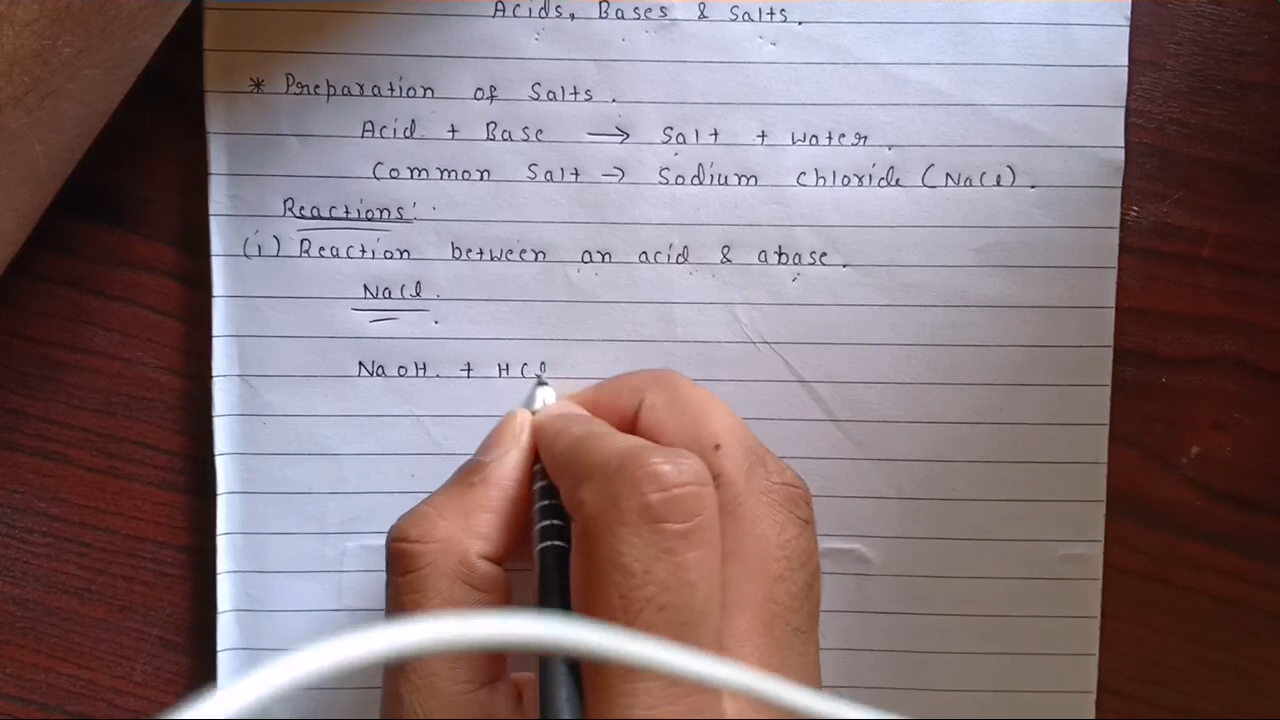 Acids, Bases & Salts.
* Preparation of Salts.
Acid + Base → Salt + water.
Common Salt → Sodium Chloride (NaCl).
Reactions:
(i) Reaction between an acid & abase.
NaCl.
NaOH. + HCl